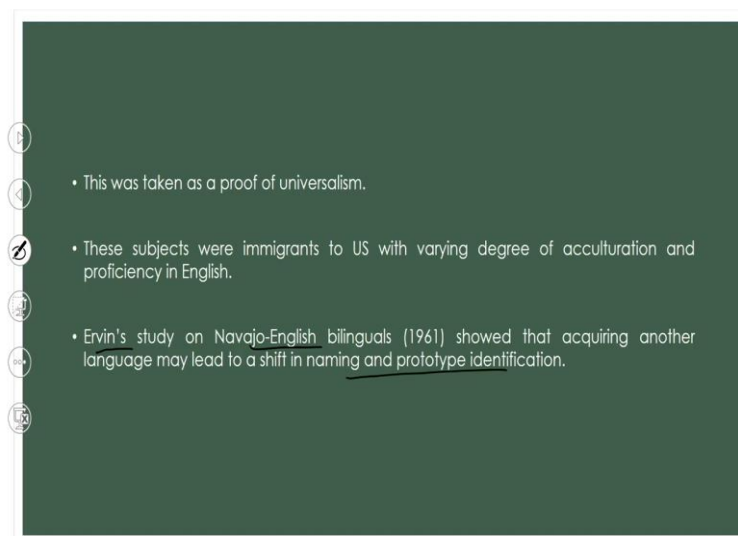 • This was taken as a proof of universalism.
• These subjects were immigrants to US with varying degree of acculturation and
proficiency in English.
• Ervin's study on Navajo-English bilinguals (1961) showed that acquiring another
language may lead to a shift in naming and prototype identification.